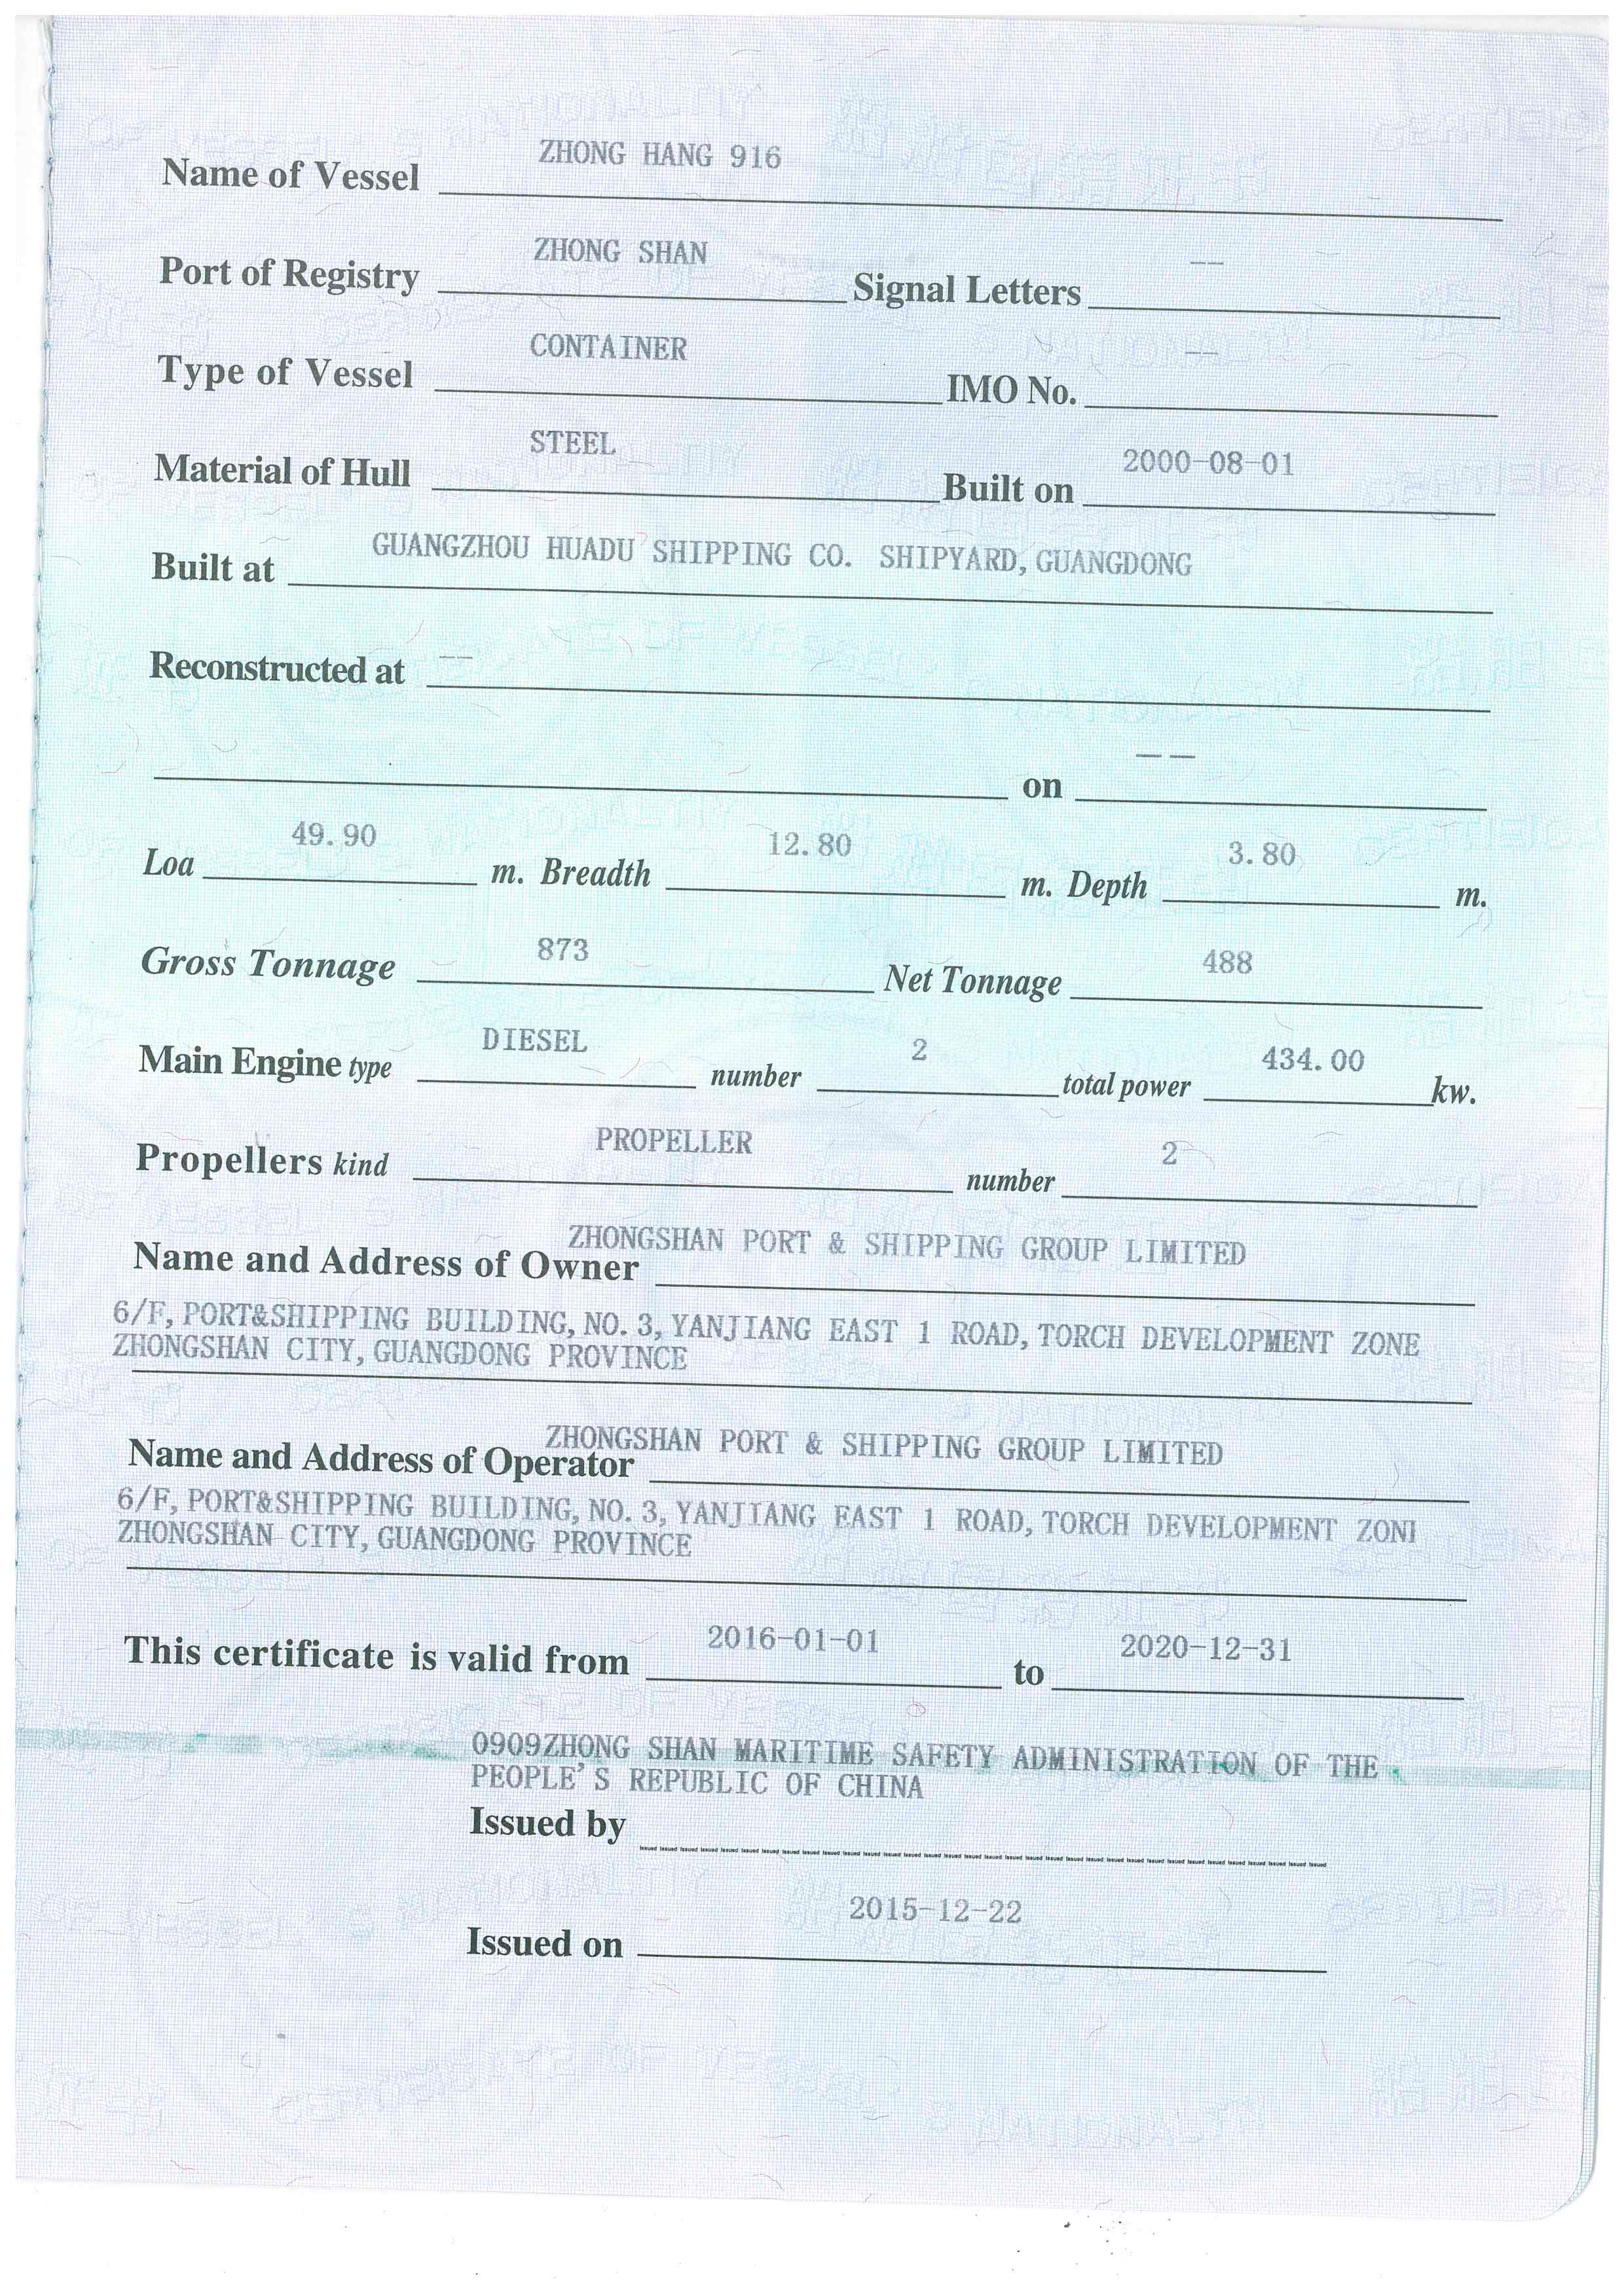 Name of Vessel ZHONG HANG 916
Port of Registry ZHONG SHAN Signal Letters --
Type of Vessel CONTAINER IMO No. --
Material of Hull STEEL Built on 2000-08-01
Built at GUANGZHOU HUADU SHIPPING CO. SHIPYARD, GUANGDONG
Reconstructed at --
on --
Loa 49.90 m. Breadth 12.80 m. Depth 3.80 m.
Gross Tonnage 873 Net Tonnage 488
Main Engine type DIESEL number 2 total power 434.00 kw.
Propellers kind PROPELLER number 2
Name and Address of Owner ZHONGSHAN PORT & SHIPPING GROUP LIMITED
6/F, PORT&SHIPPING BUILDING, NO. 3, YANJIANG EAST 1 ROAD, TORCH DEVELOPMENT ZONE
ZHONGSHAN CITY, GUANGDONG PROVINCE
Name and Address of Operator ZHONGSHAN PORT & SHIPPING GROUP LIMITED
6/F, PORT&SHIPPING BUILDING, NO. 3, YANJIANG EAST 1 ROAD, TORCH DEVELOPMENT ZON
ZHONGSHAN CITY, GUANGDONG PROVINCE
This certificate is valid from 2016-01-01 to 2020-12-31
0909ZHONG SHAN MARITIME SAFETY ADMINISTRATION OF THE
PEOPLE'S REPUBLIC OF CHINA
Issued by
Issued on 2015-12-22